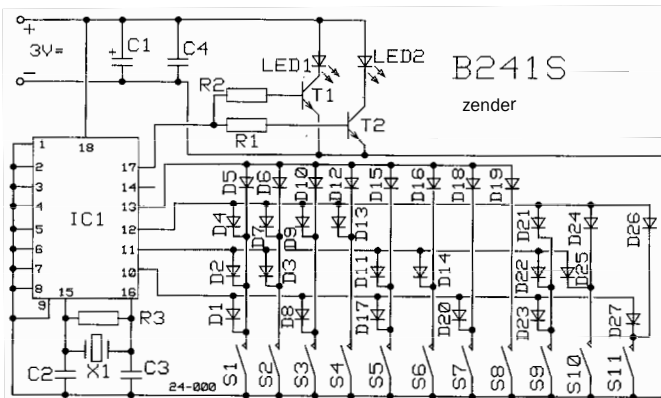 +
3V=
−
+ C1
C4
LED1
LED2
B241S
zender
R2
T1
R1
T2
1
2
3
4
5
6
7
8
9
18
17
14
13
12
11
10
15
16
IC1
R3
X1
C2
C3
24-000
D5
D6
D10
D12
D15
D16
D18
D19
D4
D7
D9
D13
D21
D24
D26
D2
D3
D11
D14
D22
D25
D1
D8
D17
D20
D23
D27
S1
S2
S3
S4
S5
S6
S7
S8
S9
S10
S11